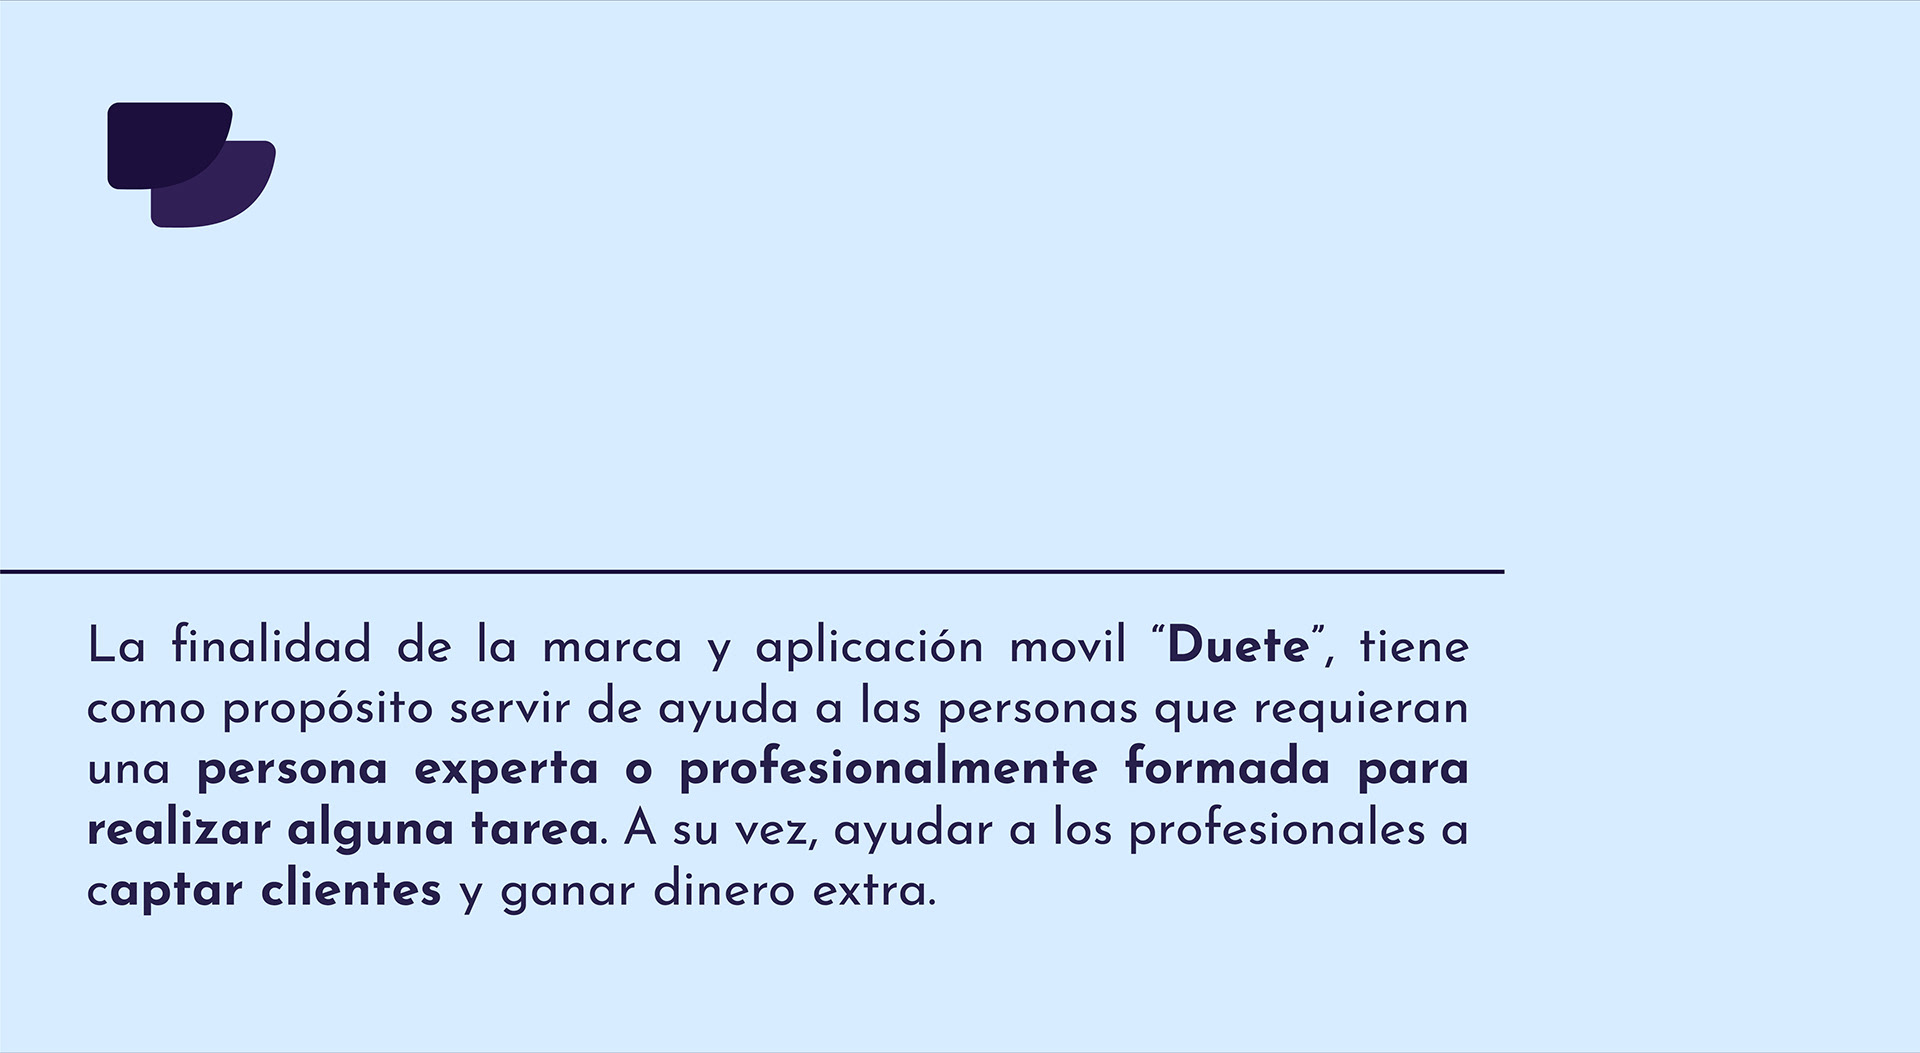 La finalidad de la marca y aplicación movil “Duete”, tiene
como propósito servir de ayuda a las personas que requieran
una persona experta o profesionalmente formada para
realizar alguna tarea. A su vez, ayudar a los profesionales a
captar clientes y ganar dinero extra.